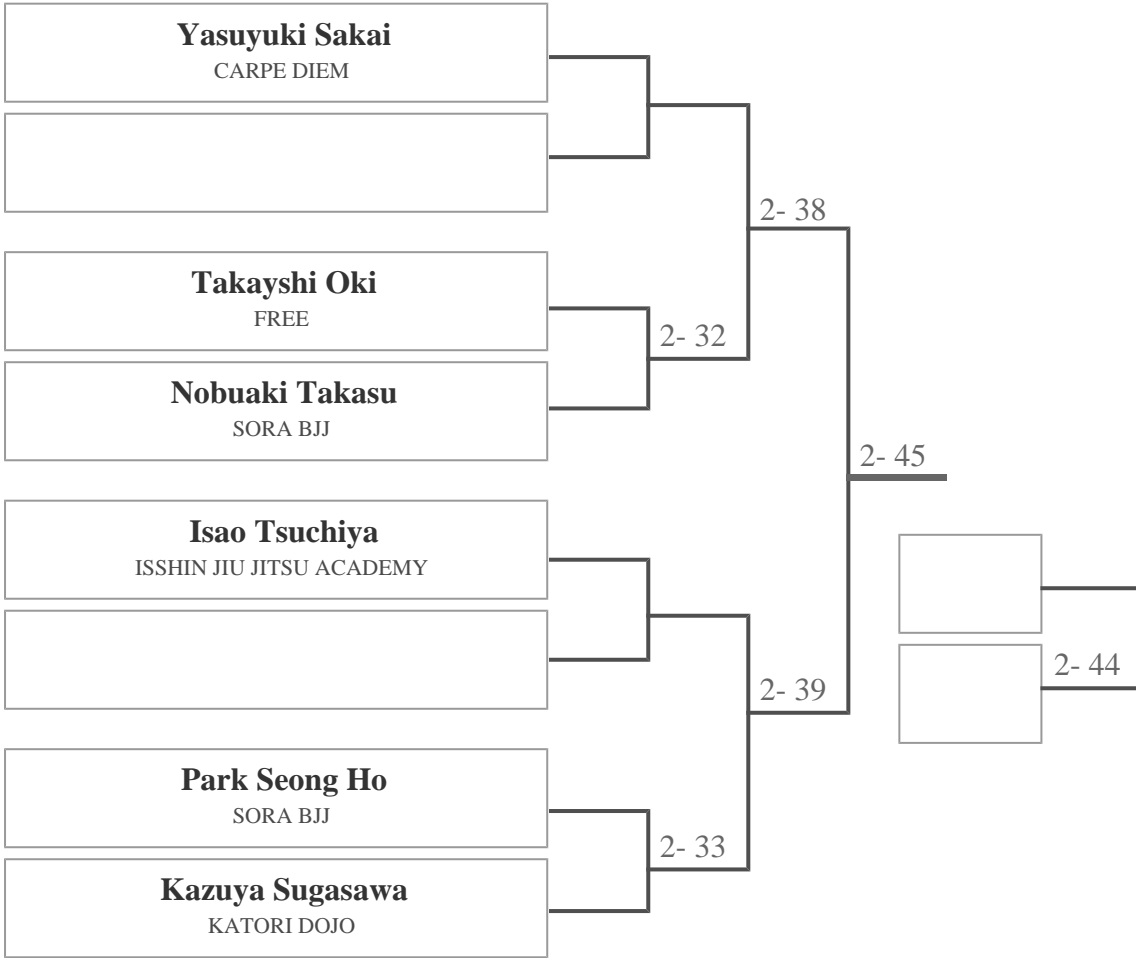 Yasuyuki Sakai
CARPE DIEM
2- 38
Takayshi Oki
FREE
2- 32
Nobuaki Takasu
SORA BJJ
2- 45
Isao Tsuchiya
ISSHIN JIU JITSU ACADEMY
2- 44
2- 39
Park Seong Ho
SORA BJJ
2- 33
Kazuya Sugasawa
KATORI DOJO